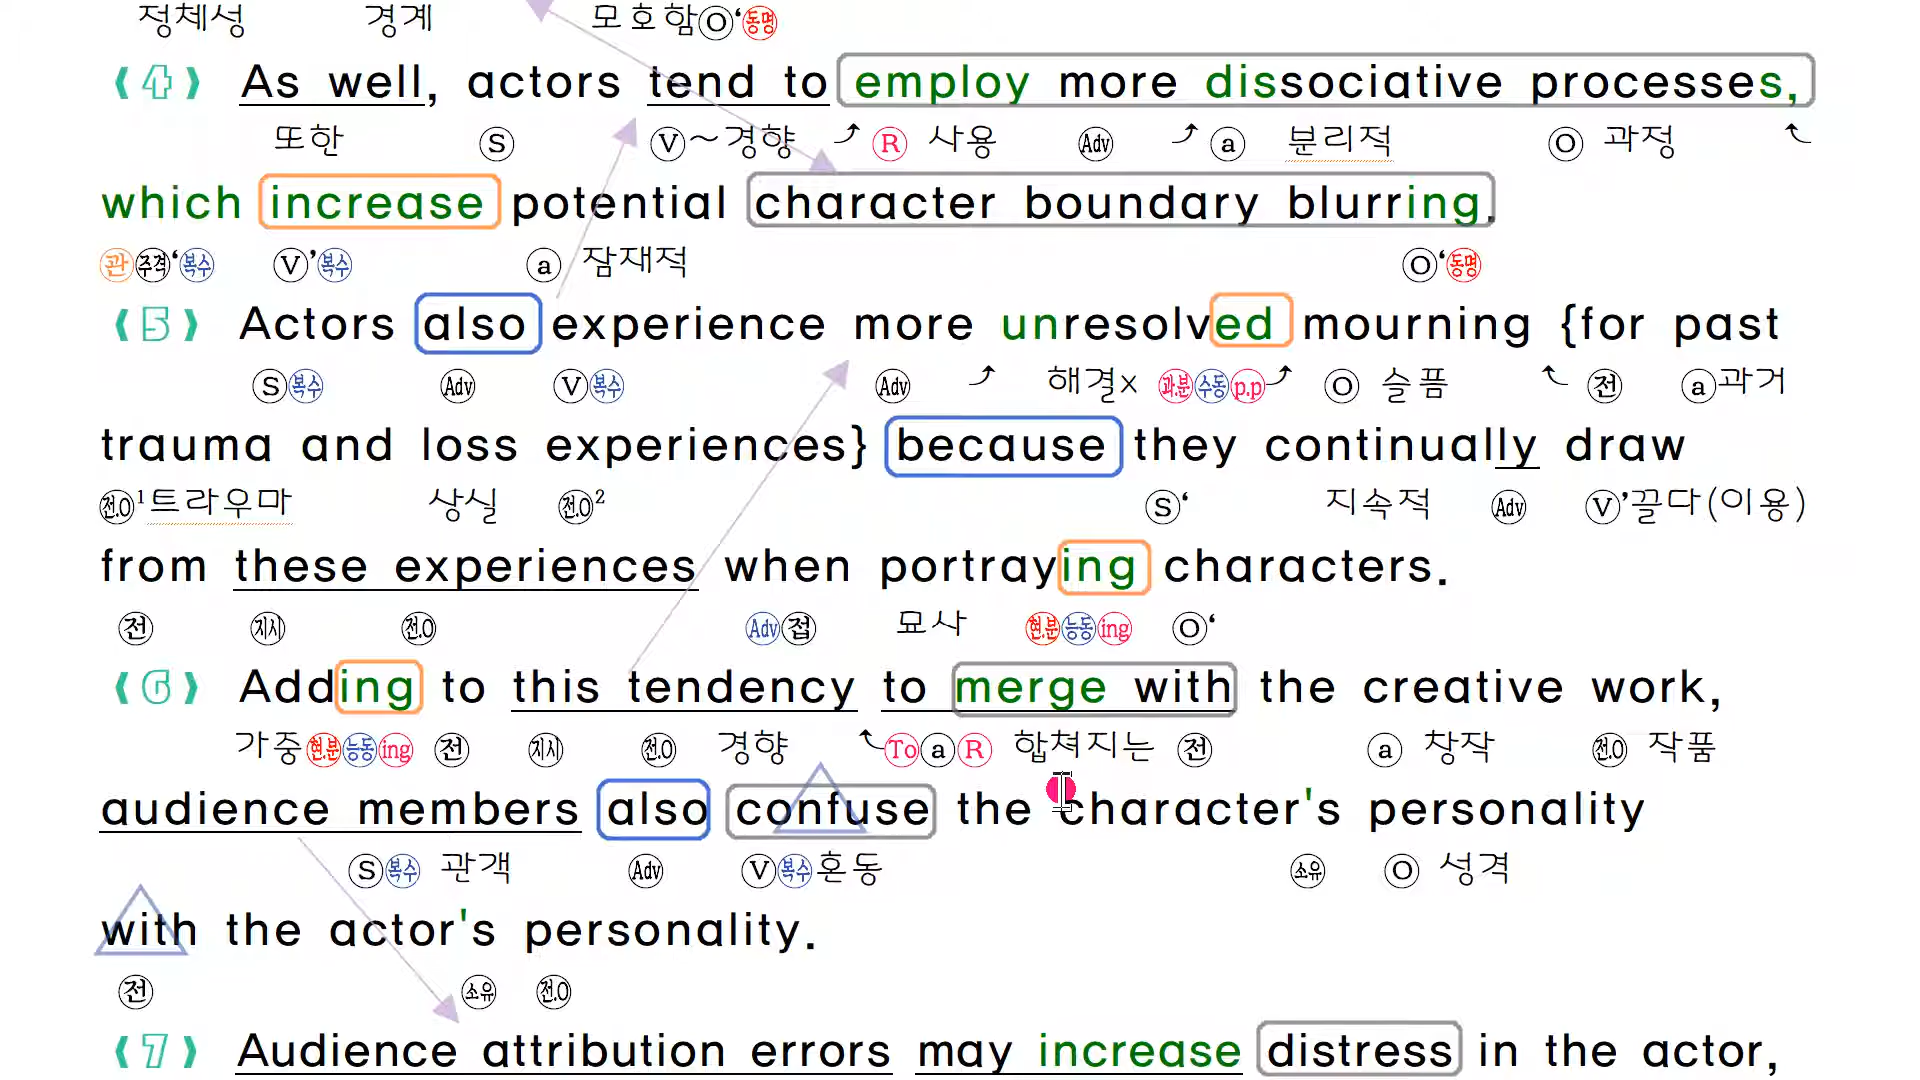 정체성 경계 모호함 Ⓞ‘ 동명
❨4❩ As well, actors tend to employ more dissociative processes,
또한 Ⓢ Ⓥ～경향 Ⓡ 사용 Adv ⓐ 분리적 Ⓞ 과정
which increase potential character boundary blurring.
관 주격‘ 복수 Ⓥ’ 복수 ⓐ 잠재적 Ⓞ‘ 동명
❨5❩ Actors also experience more unresolved mourning {for past
Ⓢ 복수 Adv Ⓥ 복수 Adv 해결x 과.분 수동 p.p Ⓞ 슬픔 전 ⓐ 과거
trauma and loss experiences} because they continually draw
전.O¹ 트라우마 상실 전.O² Ⓢ‘ 지속적 Adv Ⓥ’ 끌다(이용)
from these experiences when portraying characters.
전 지시 전.O Adv 접 묘사 현.분 능동 ing Ⓞ‘
❨6❩ Adding to this tendency to merge with the creative work,
가중 현.분 능동 ing 전 지시 전.O 경향 To ⓐ Ⓡ 합쳐지는 전 ⓐ 창작 전.O 작품
audience members also confuse the character's personality
Ⓢ 복수 관객 Adv Ⓥ 복수 혼동 소유 Ⓞ 성격
with the actor's personality.
전 소유 전.O
❨7❩ Audience attribution errors may increase distress in the actor,